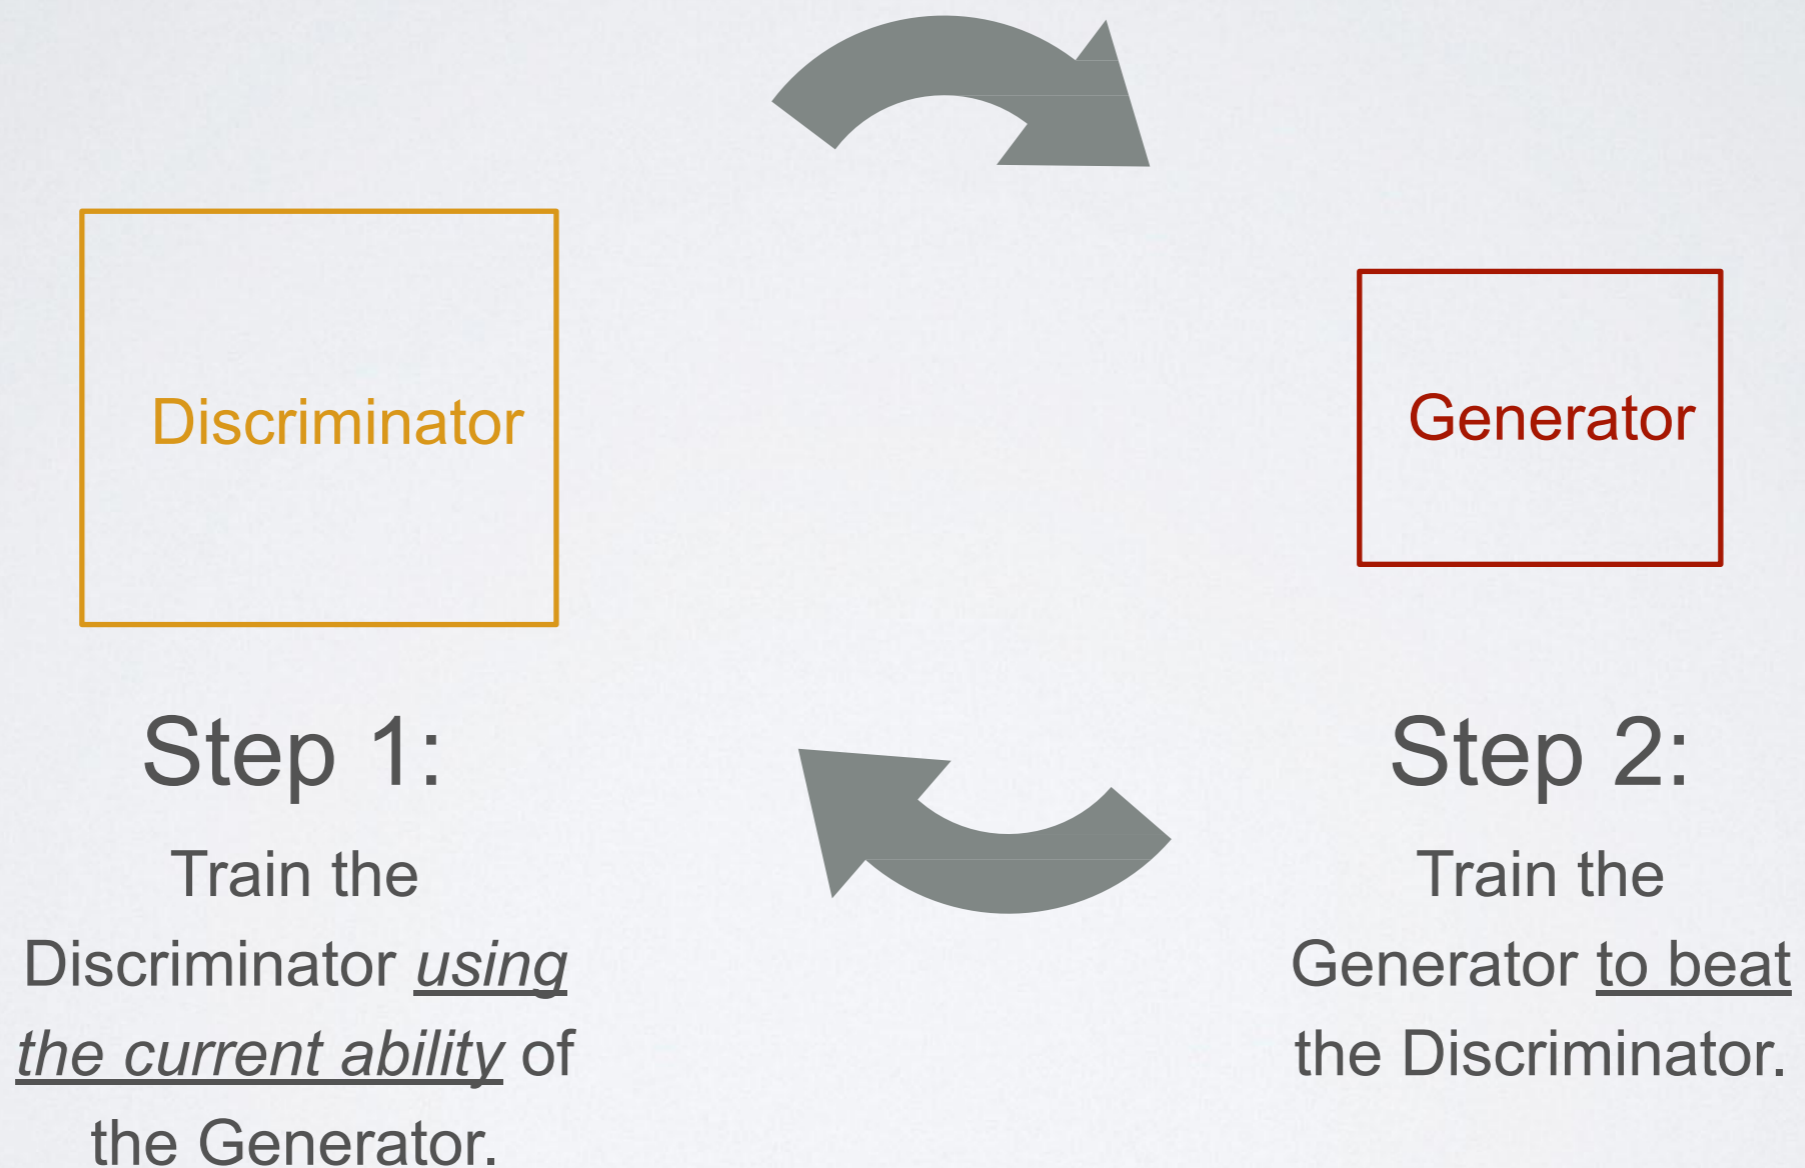 Discriminator
Generator
Step 1:
Train the
Discriminator using
the current ability of
the Generator.
Step 2:
Train the
Generator to beat
the Discriminator.